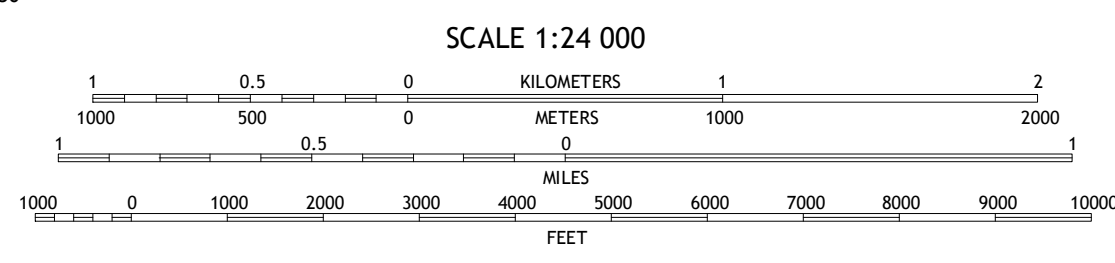 SCALE 1:24 000
1 0.5 0 KILOMETERS 1 2
1000 500 0 METERS 1000 2000
1 0.5 0 1
MILES
1000 0 1000 2000 3000 4000 5000 6000 7000 8000 9000 10000
FEET